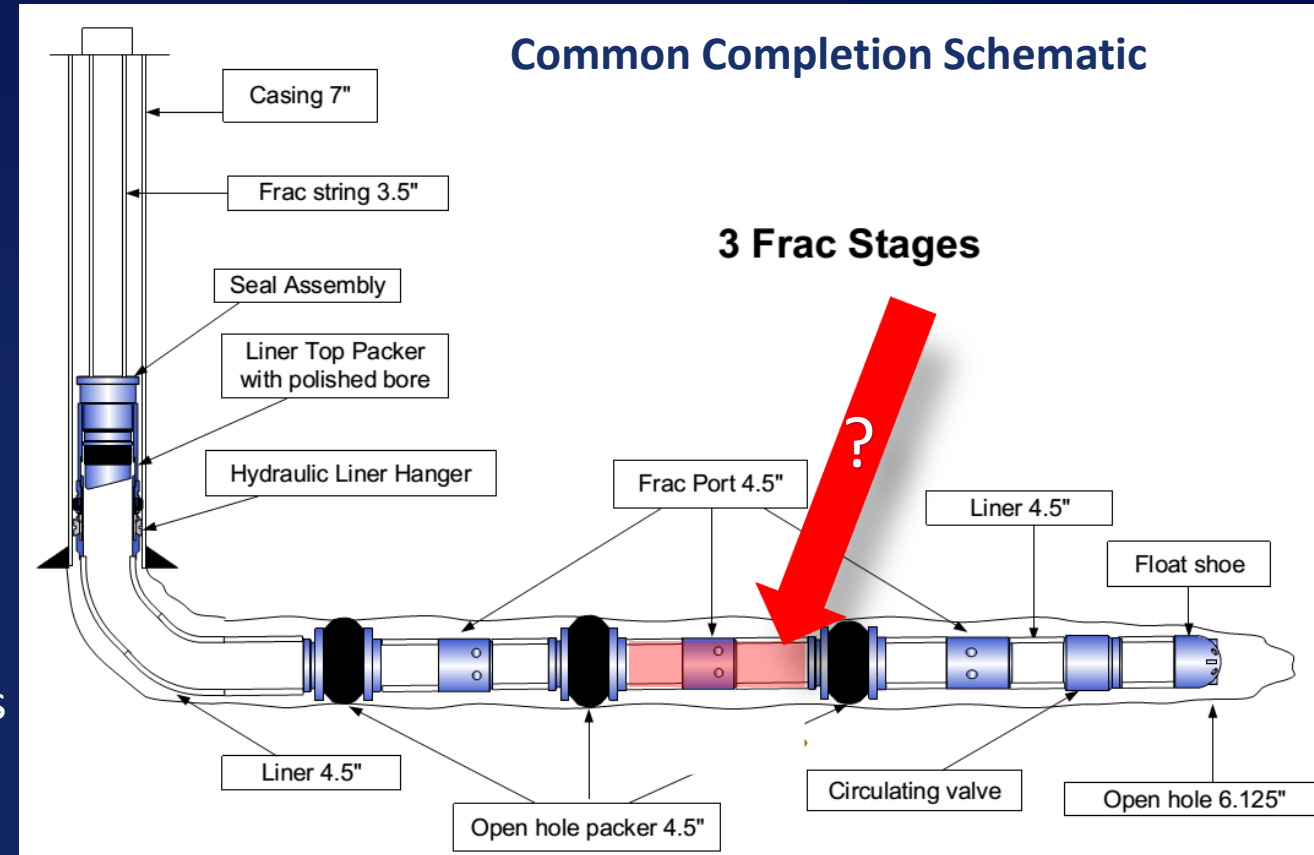 Common Completion Schematic
Casing 7"
Frac string 3.5"
3 Frac Stages
Seal Assembly
Liner Top Packer
with polished bore
?
Hydraulic Liner Hanger
Frac Port 4.5"
Liner 4.5"
Float shoe
s
Liner 4.5"
Circulating valve
Open hole 6.125"
Open hole packer 4.5"